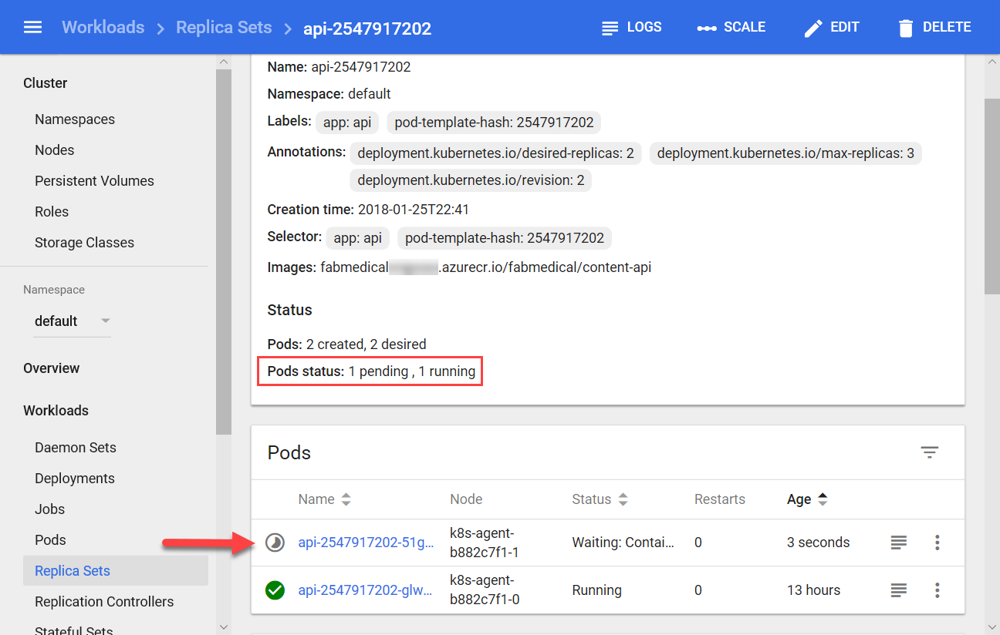 Workloads > Replica Sets > api-2547917202
LOGS
SCALE
EDIT
DELETE
Cluster
Namespaces
Nodes
Persistent Volumes
Roles
Storage Classes
Namespace
default
Overview
Workloads
Daemon Sets
Deployments
Jobs
Pods
Replica Sets
Replication Controllers
Stateful Sets
Name: api-2547917202
Namespace: default
Labels: app: api pod-template-hash: 2547917202
Annotations: deployment.kubernetes.io/desired-replicas: 2 deployment.kubernetes.io/max-replicas: 3
deployment.kubernetes.io/revision: 2
Creation time: 2018-01-25T22:41
Selector: app: api pod-template-hash: 2547917202
Images: fabmedical .azurecr.io/fabmedical/content-api
Status
Pods: 2 created, 2 desired
Pods status: 1 pending , 1 running
Pods
Name Node Status Restarts Age
api-2547917202-51g... k8s-agent-
b882c7f1-1 Waiting: Contai... 0 3 seconds
api-2547917202-glw... k8s-agent-
b882c7f1-0 Running 0 13 hours